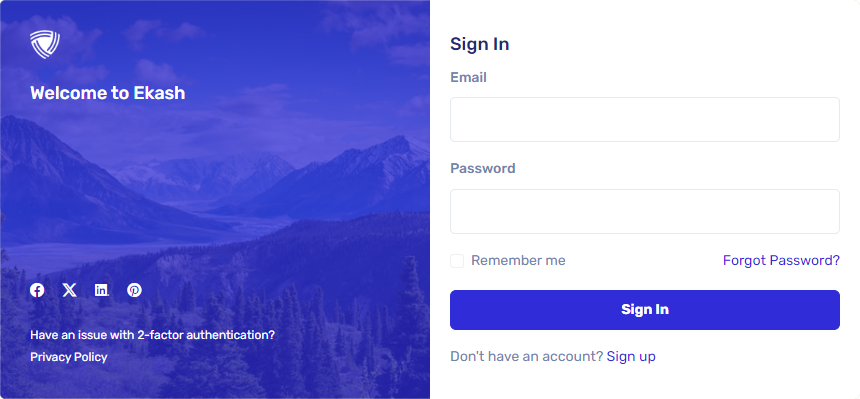 Welcome to Ekash
Have an issue with 2-factor authentication?
Privacy Policy
Sign In
Email
Password
Remember me
Forgot Password?
Sign In
Don't have an account? Sign up